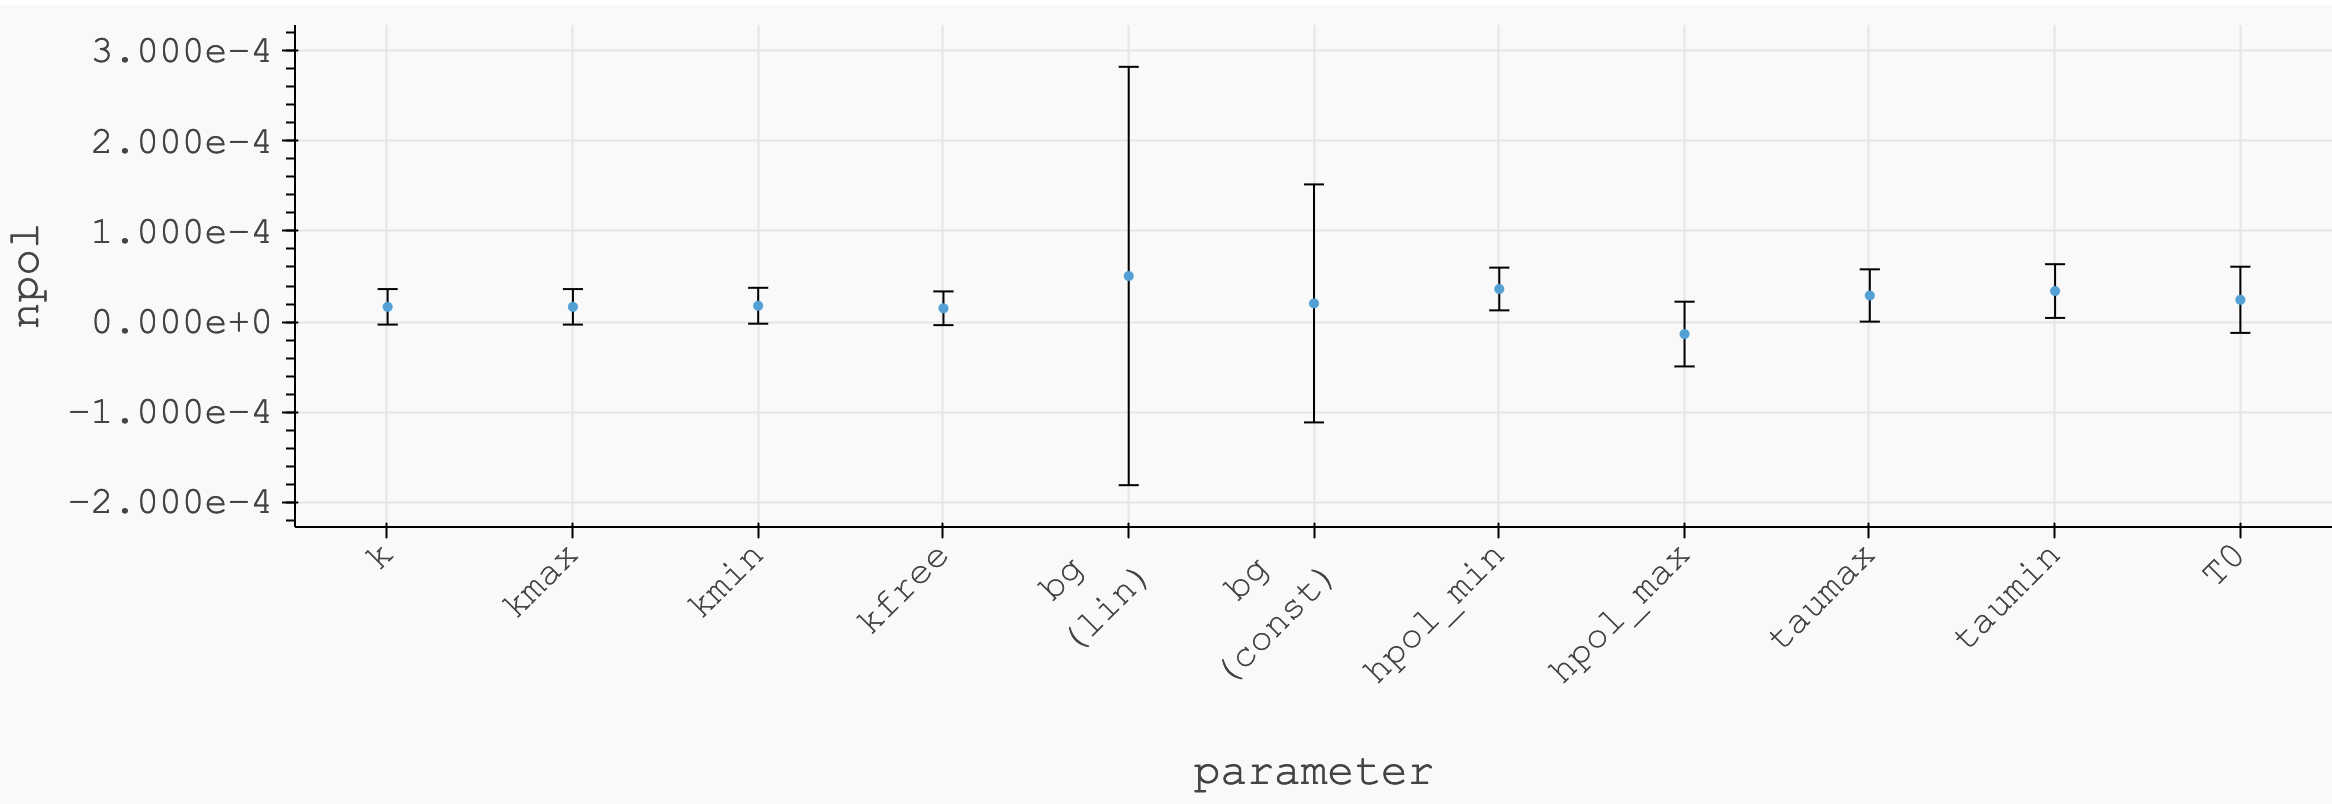 3.000e−4
2.000e−4
1.000e−4
0.000e+0
−1.000e−4
−2.000e−4
npol
k
kmax
kmin
kfree
bg
(lin)
bg
(const)
hpol_min
hpol_max
taumax
taumin
T0
parameter